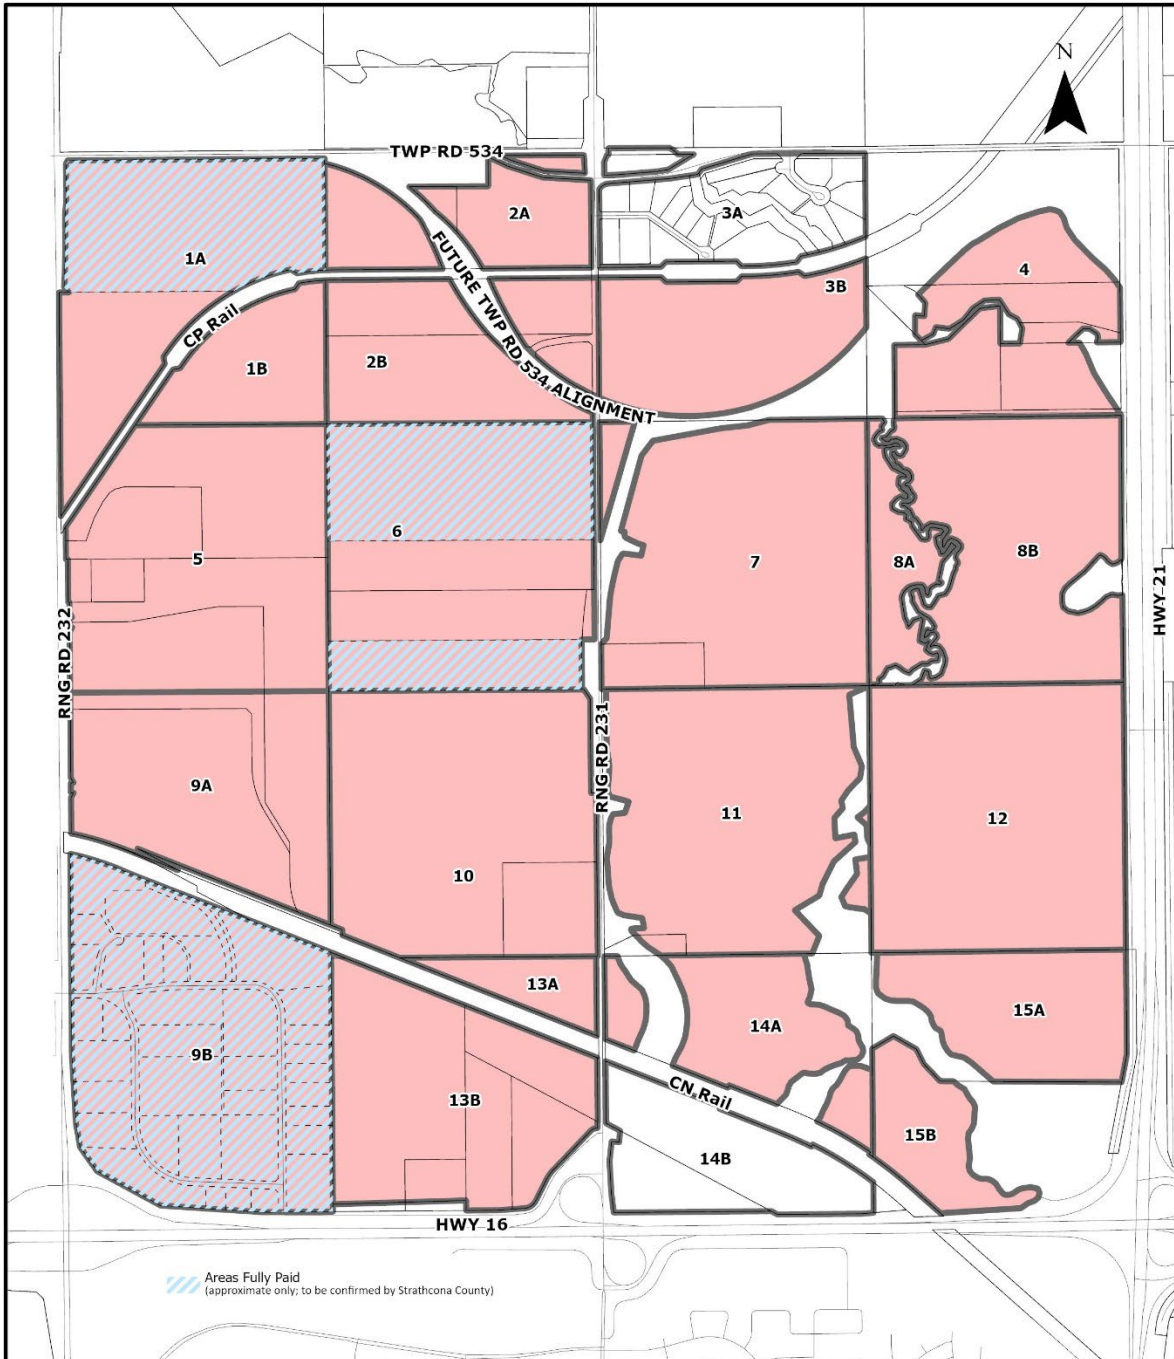 N
TWP RD 534
2A
3A
1A
FUTURE TWP RD 534 ALIGNMENT
4
3B
CP Rail
1B
2B
6
5
7
8A
8B
HWY 21
RNG RD 232
RNG RD 231
9A
11
12
10
13A
15A
14A
9B
CN Rail
13B
15B
14B
HWY 16
Areas Fully Paid
(approximate only; to be confirmed by Strathcona County)